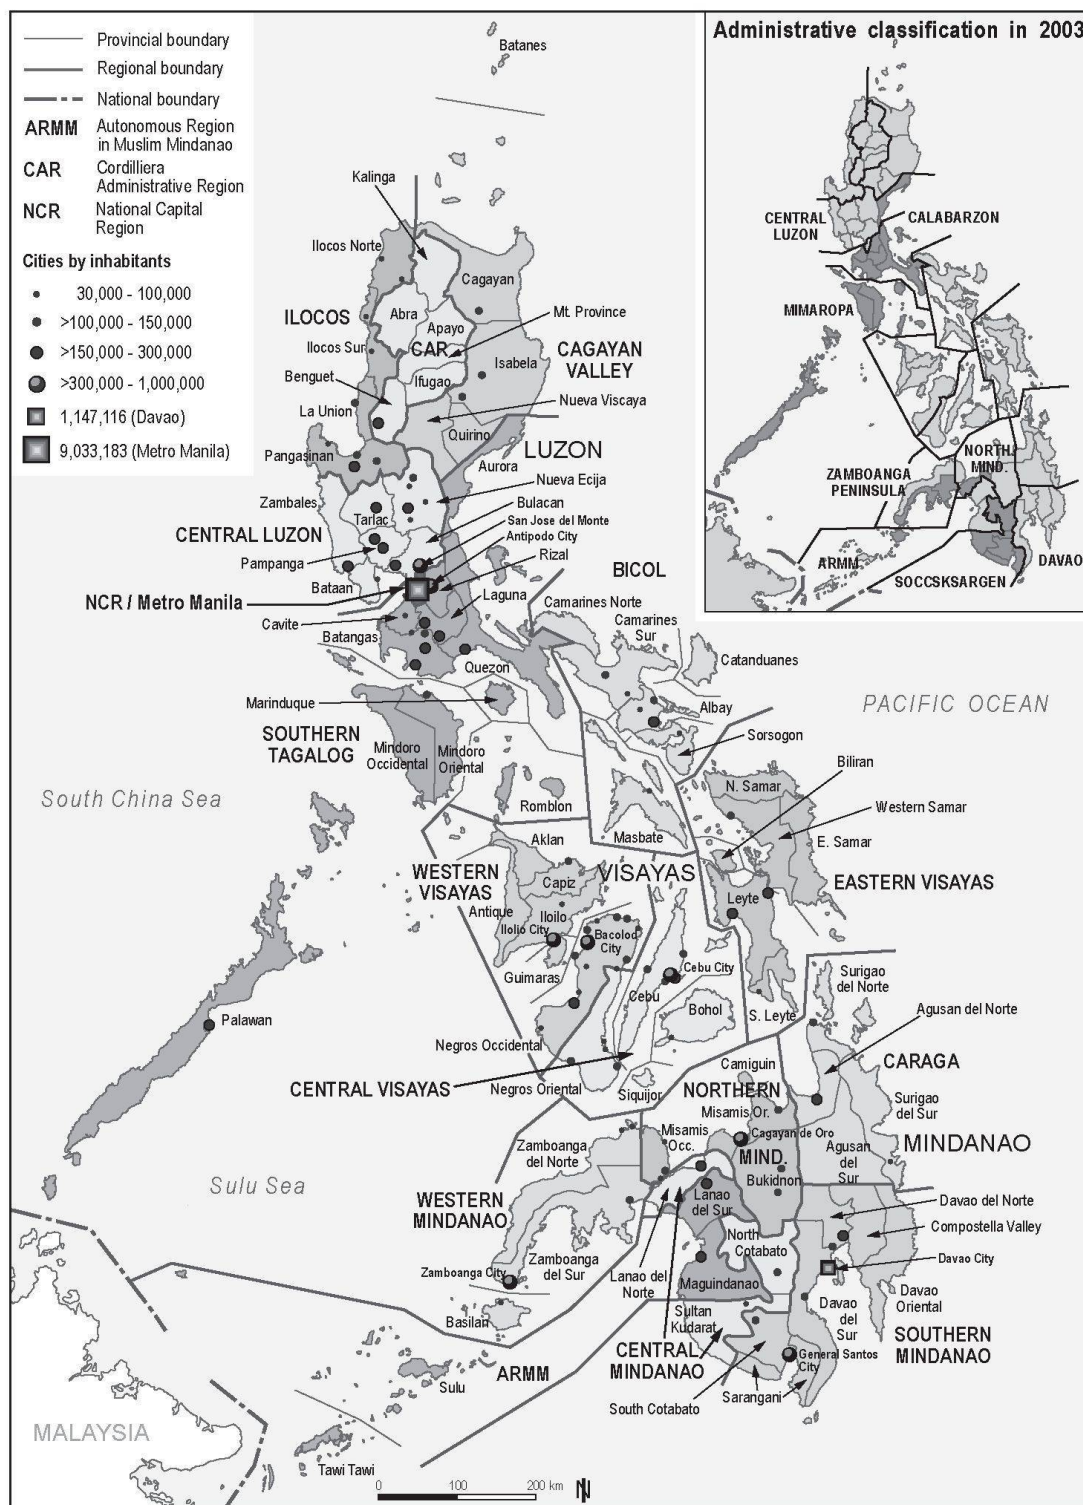 Provincial boundary
Regional boundary
National boundary
ARMM Autonomous Region
in Muslim Mindanao
CAR Cordilliera
Administrative Region
NCR National Capital
Region
Cities by inhabitants
30,000 - 100,000
>100,000 - 150,000
>150,000 - 300,000
>300,000 - 1,000,000
1,147,116 (Davao)
9,033,183 (Metro Manila)
Administrative classification in 2003
CENTRAL
LUZON
CALABARZON
MIMAROPA
ZAMBOANGA
PENINSULA
NORTH.
MIND.
ARMM
SOCCSKSARGEN
DAVAO
Batanes
Kalinga
Ilocos Norte
Cagayan
Abra
Apayo
Mt. Province
ILOCOS
CAR
CAGAYAN
VALLEY
Ilocos Sur
Isabela
Benguet
Ifugao
La Union
Nueva Viscaya
Quirino
LUZON
Pangasinan
Aurora
Nueva Ecija
Zambales
Bulacan
Tarlac
San Jose del Monte
CENTRAL LUZON
Antipodo City
Pampanga
Rizal
Bataan
NCR / Metro Manila
Laguna
BICOL
Camarines Norte
Cavite
Batangas
Camarines
Sur
Quezon
Catanduanes
Marinduque
Albay
PACIFIC OCEAN
SOUTHERN
TAGALOG
Sorsogon
Mindoro
Occidental
Mindoro
Oriental
Biliran
South China Sea
N. Samar
Romblon
Western Samar
Masbate
Aklan
E. Samar
WESTERN
VISAYAS
VISAYAS
EASTERN VISAYAS
Capiz
Leyte
Antique
Iloilo
Ilolio City
Bacolod
City
Guimaras
Cebu City
Cebu
Surigao
del Norte
Bohol
S. Leyte
Agusan del Norte
Palawan
Negros Occidental
Camiguin
CARAGA
CENTRAL VISAYAS
Negros Oriental
Siquijor
NORTHERN
MIND.
Misamis Or.
Surigao
del Sur
Misamis
Occ.
Cagayan de Oro
MINDANAO
Zamboanga
del Norte
Agusan
del
Sur
Bukidnon
Sulu Sea
WESTERN
MINDANAO
Lanao
del Sur
Davao del Norte
Compostella Valley
North
Cotabato
Zamboanga
del Sur
Davao City
Zamboanga City
Lanao del
Norte
Maguindanao
Davao
Oriental
Basilan
Sultan
Kudarat
Davao
del
Sur
SOUTHERN
MINDANAO
CENTRAL
MINDANAO
General Santos
City
ARMM
Sulu
Sarangani
South Cotabato
MALAYSIA
Tawi Tawi
0 100 200 km
N